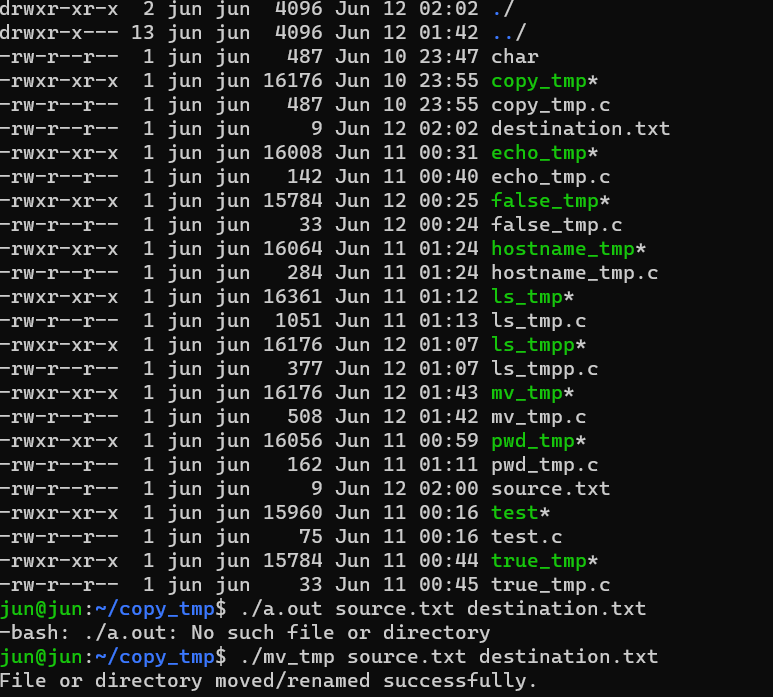 drwxr-xr-x  2 jun jun  4096 Jun 12 02:02 ./
drwxr-x--- 13 jun jun  4096 Jun 12 01:42 ../
-rw-r--r--  1 jun jun   487 Jun 10 23:47 char
-rwxr-xr-x  1 jun jun 16176 Jun 10 23:55 copy_tmp*
-rw-r--r--  1 jun jun   487 Jun 10 23:55 copy_tmp.c
-rw-r--r--  1 jun jun     9 Jun 12 02:02 destination.txt
-rwxr-xr-x  1 jun jun 16008 Jun 11 00:31 echo_tmp*
-rw-r--r--  1 jun jun   142 Jun 11 00:40 echo_tmp.c
-rwxr-xr-x  1 jun jun 15784 Jun 12 00:25 false_tmp*
-rw-r--r--  1 jun jun    33 Jun 12 00:24 false_tmp.c
-rwxr-xr-x  1 jun jun 16064 Jun 11 01:24 hostname_tmp*
-rw-r--r--  1 jun jun   284 Jun 11 01:24 hostname_tmp.c
-rwxr-xr-x  1 jun jun 16361 Jun 11 01:12 ls_tmp*
-rw-r--r--  1 jun jun  1051 Jun 11 01:13 ls_tmp.c
-rwxr-xr-x  1 jun jun 16176 Jun 12 01:07 ls_tmpp*
-rw-r--r--  1 jun jun   377 Jun 12 01:07 ls_tmpp.c
-rwxr-xr-x  1 jun jun 16176 Jun 12 01:43 mv_tmp*
-rw-r--r--  1 jun jun   508 Jun 12 01:42 mv_tmp.c
-rwxr-xr-x  1 jun jun 16056 Jun 11 00:59 pwd_tmp*
-rw-r--r--  1 jun jun   162 Jun 11 01:11 pwd_tmp.c
-rw-r--r--  1 jun jun     9 Jun 12 02:00 source.txt
-rwxr-xr-x  1 jun jun 15960 Jun 11 00:16 test*
-rw-r--r--  1 jun jun    75 Jun 11 00:16 test.c
-rwxr-xr-x  1 jun jun 15784 Jun 11 00:44 true_tmp*
-rw-r--r--  1 jun jun    33 Jun 11 00:45 true_tmp.c
jun@jun:~/copy_tmp$ ./a.out source.txt destination.txt
-bash: ./a.out: No such file or directory
jun@jun:~/copy_tmp$ ./mv_tmp source.txt destination.txt
File or directory moved/renamed successfully.